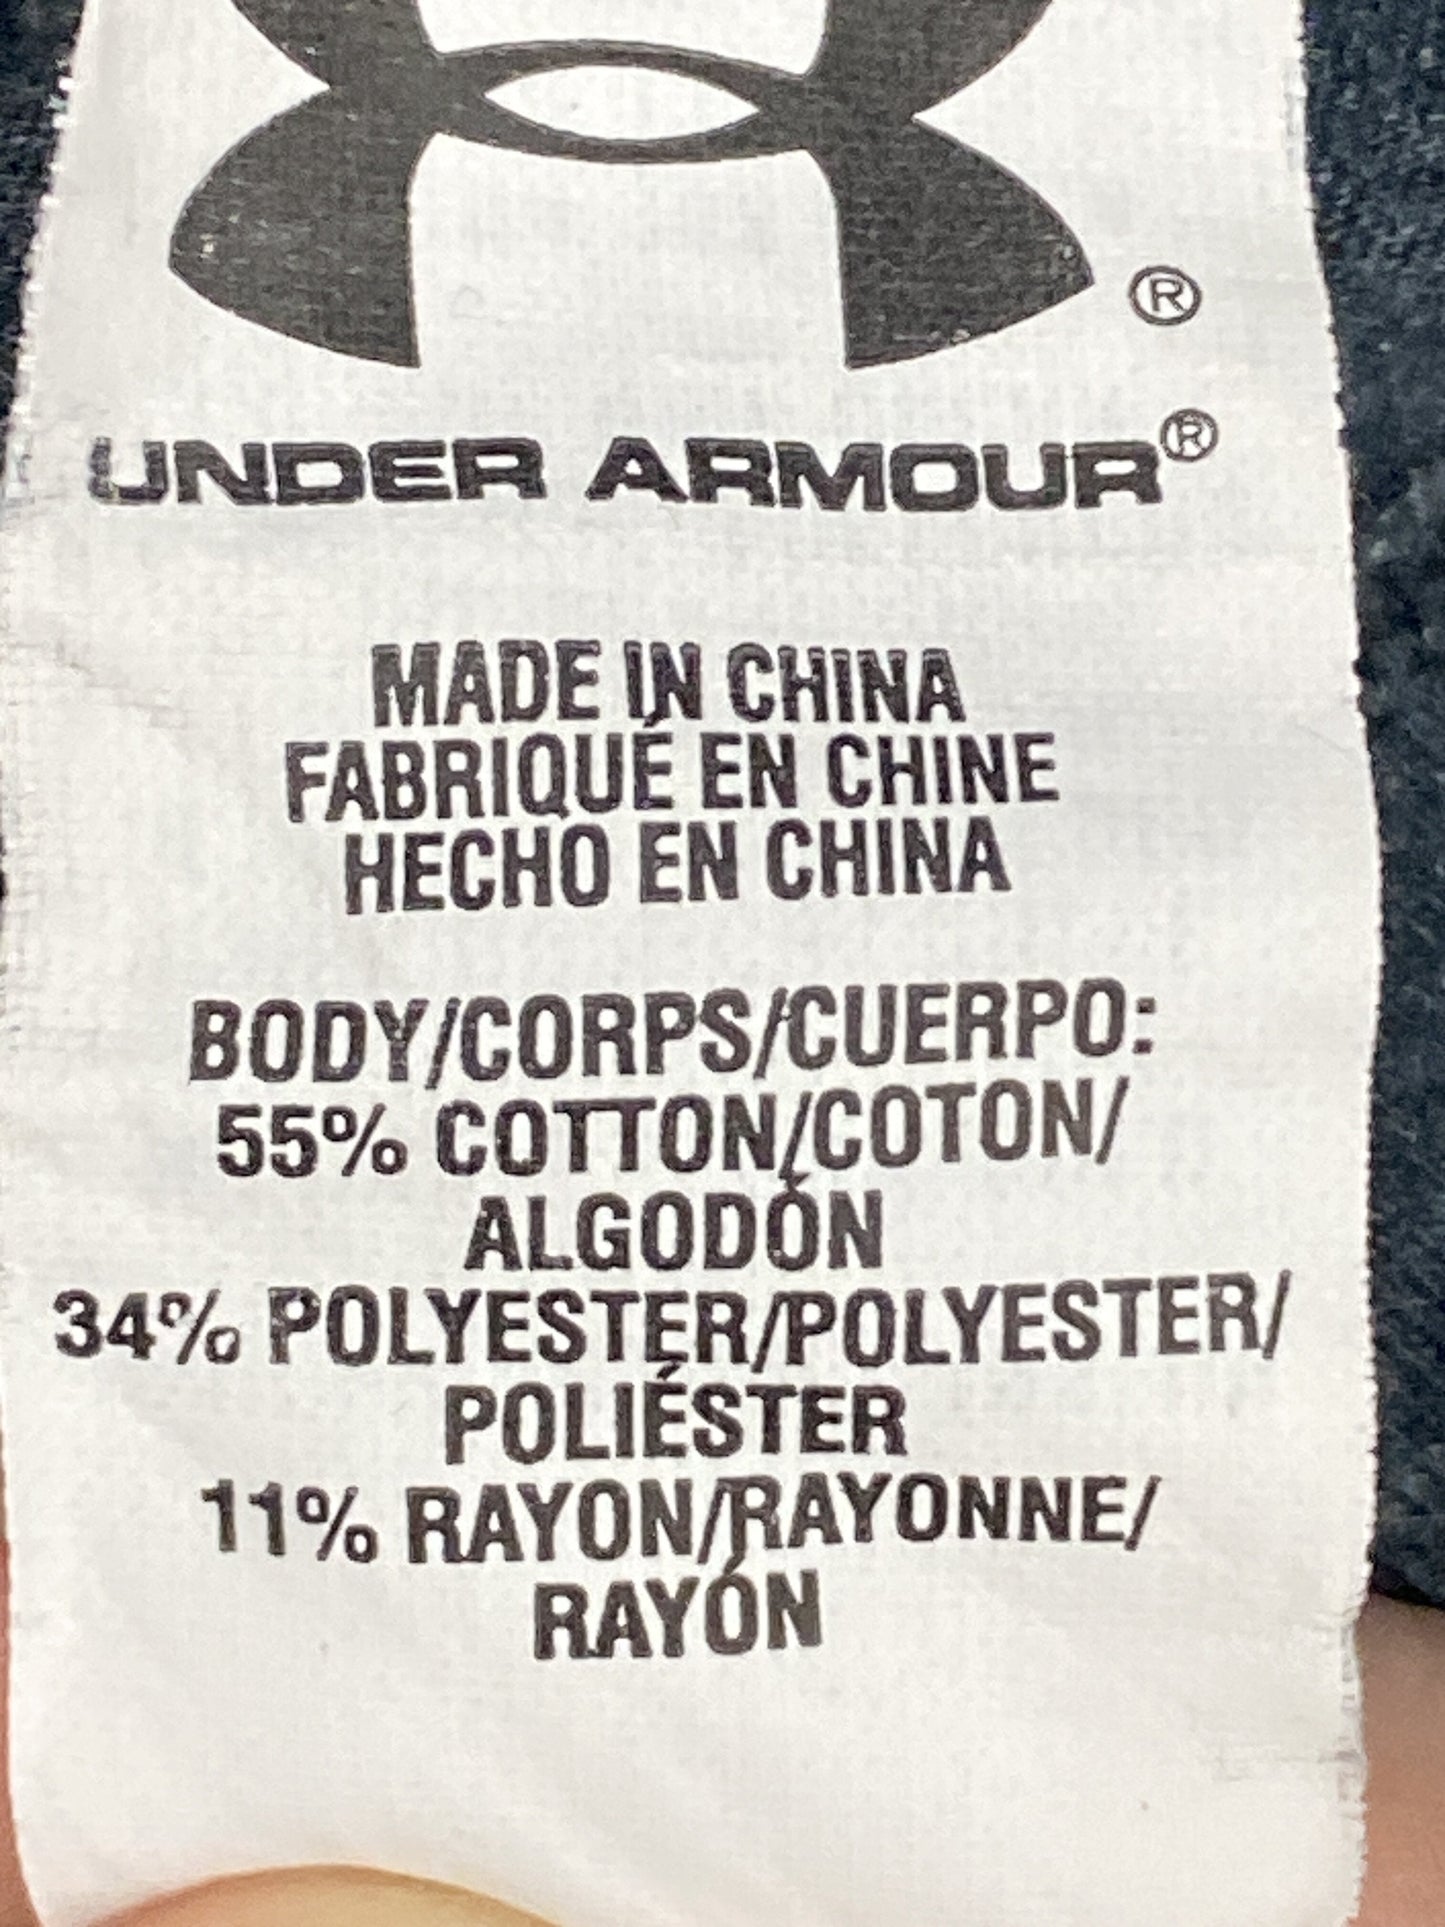 ®
UNDER ARMOUR®
MADE IN CHINA
FABRIQUÉ EN CHINE
HECHO EN CHINA
BODY/CORPS/CUERPO:
55% COTTON/COTON/
ALGODÓN
34% POLYESTER/POLYESTER/
POLIÉSTER
11% RAYON/RAYONNE/
RAYÓN